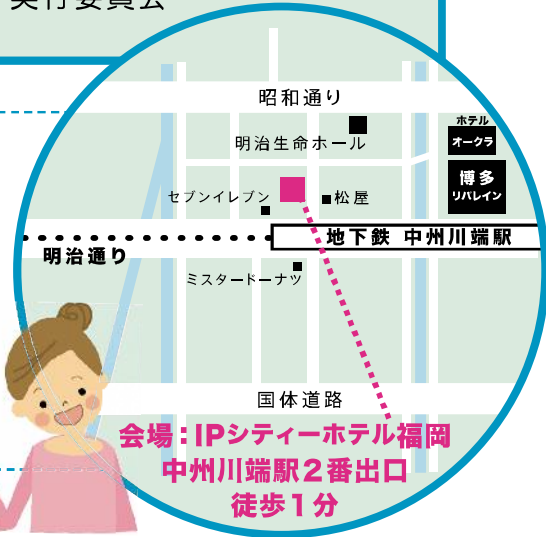 実行委員会
昭和通り
ホテル
オークラ
明治生命ホール
博多
リバレイン
セブンイレブン
松屋
地下鉄 中州川端駅
明治通り
ミスタードーナツ
国体道路
会場：IPシティーホテル福岡
中州川端駅2番出口
徒歩1分